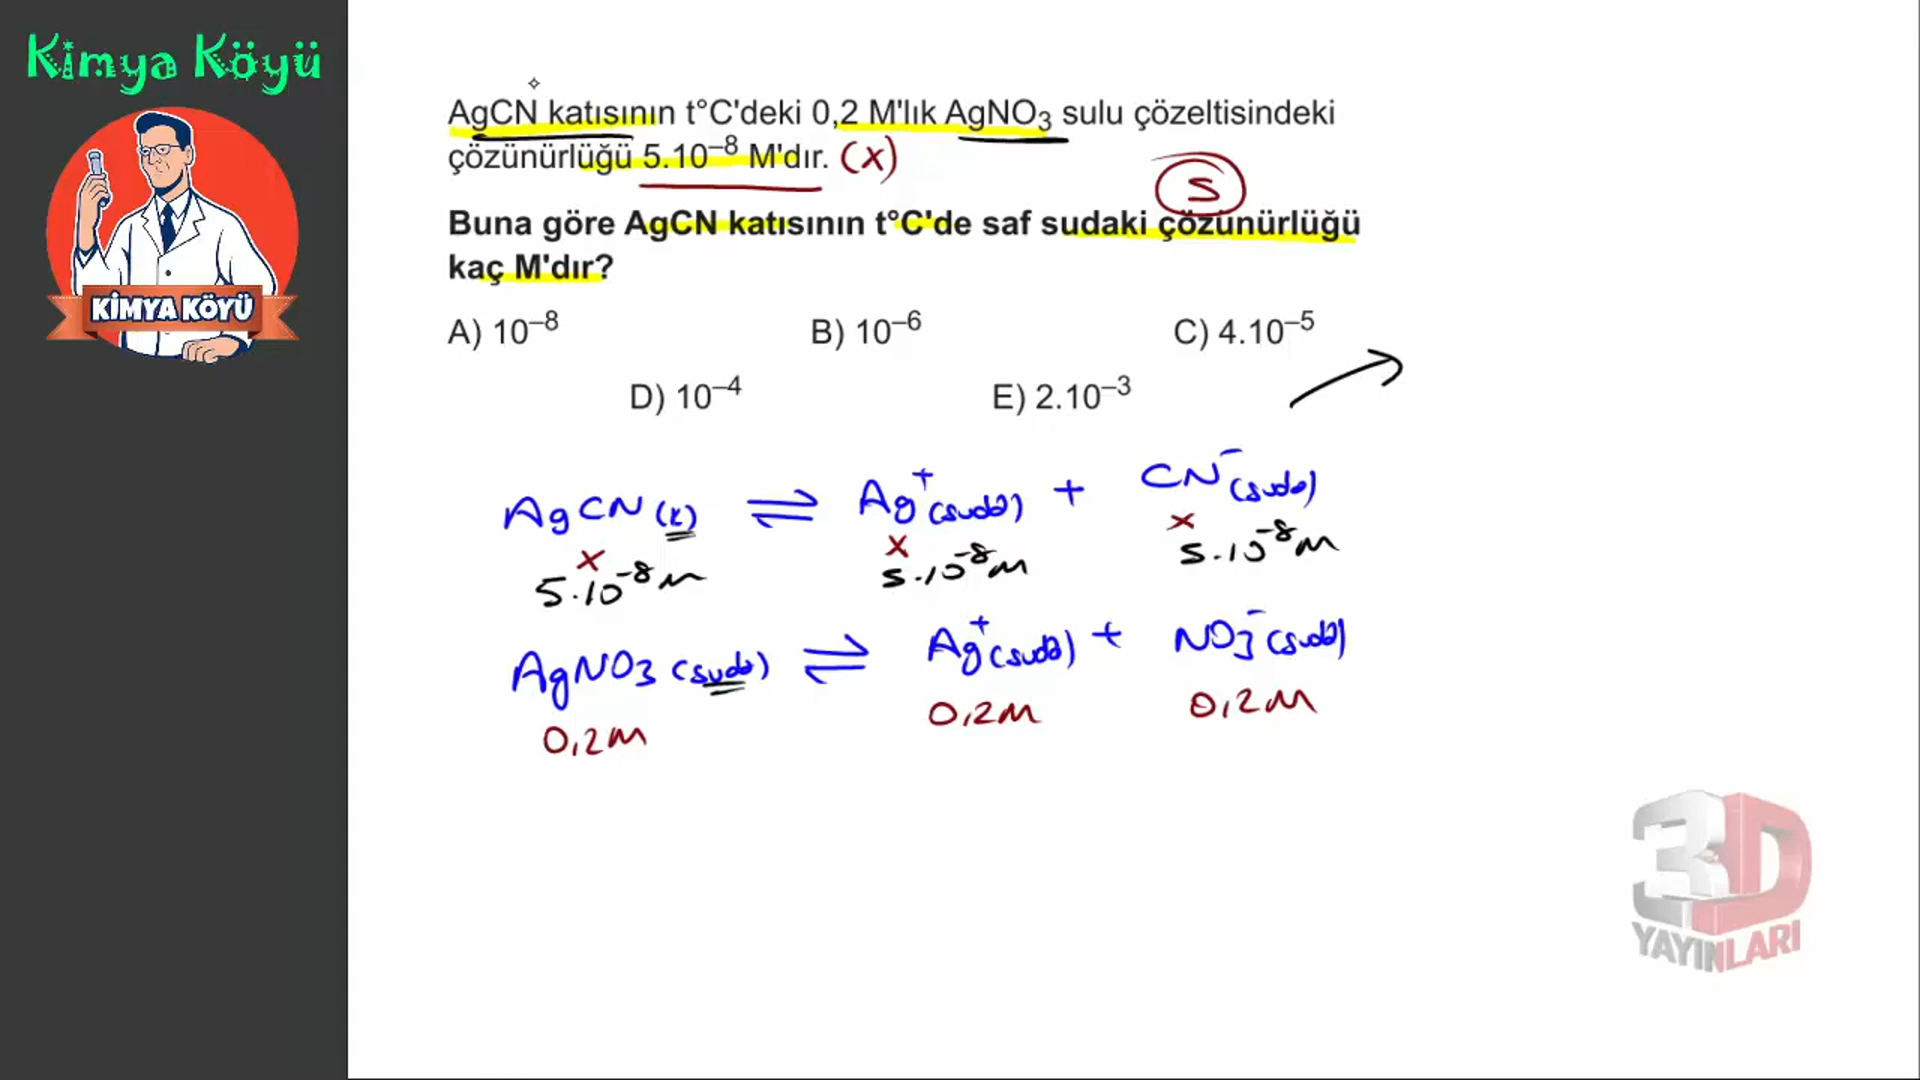 Kimya Köyü
KİMYA KÖYÜ
AgCN katısının t°C'deki 0,2 M'lık AgNO₃ sulu çözeltisindeki
çözünürlüğü 5.10⁻⁸ M'dır. (x)
S
Buna göre AgCN katısının t°C'de saf sudaki çözünürlüğü
kaç M'dır?
A) 10⁻⁸ B) 10⁻⁶ C) 4.10⁻⁵
D) 10⁻⁴ E) 2.10⁻³
AgCN(k) ⇌ Ag⁺(suda) + CN⁻(suda)
x x x
5.10⁻⁸M 5.10⁻⁸M 5.10⁻⁸M
AgNO3(suda) ⇌ Ag⁺(suda) + NO3⁻(suda)
0,2M 0,2M 0,2M
3D
YAYINLARI